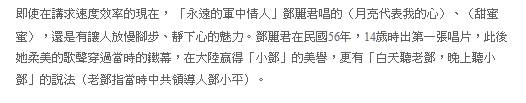 即使在講求速度效率的現在，「永遠的軍中情人」鄧麗君唱的〈月亮代表我的心〉、〈甜蜜
蜜〉，還是有讓人放慢腳步、靜下心的魅力。鄧麗君在民國56年，14歲時出第一張唱片，此後
她柔美的歌聲穿過當時的鐵幕，在大陸贏得「小鄧」的美譽，更有「白天聽老鄧，晚上聽小
鄧」的說法（老鄧指當時中共領導人鄧小平）。